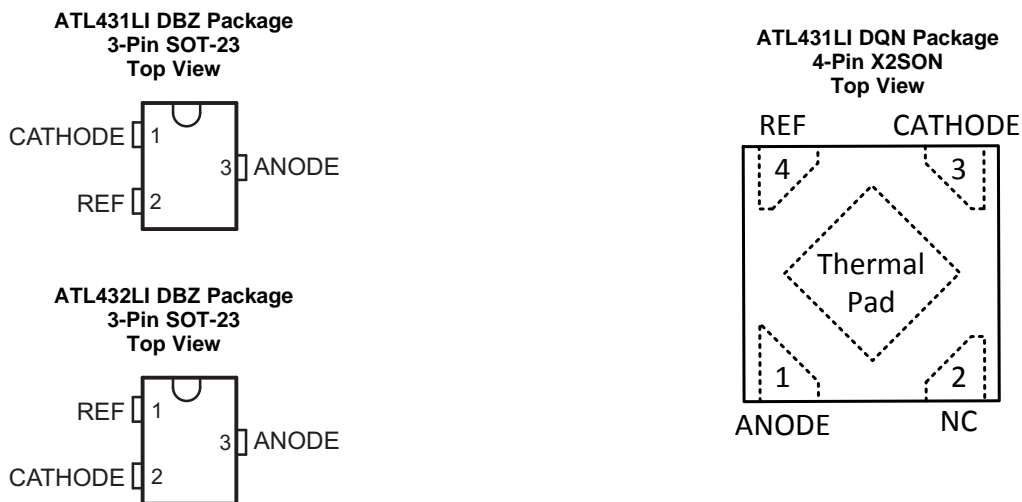 ATL431LI DBZ Package
3-Pin SOT-23
Top View
CATHODE 1
3 ANODE
REF 2
ATL432LI DBZ Package
3-Pin SOT-23
Top View
REF 1
3 ANODE
CATHODE 2
ATL431LI DQN Package
4-Pin X2SON
Top View
REF CATHODE
4 3
Thermal
Pad
1 2
ANODE NC